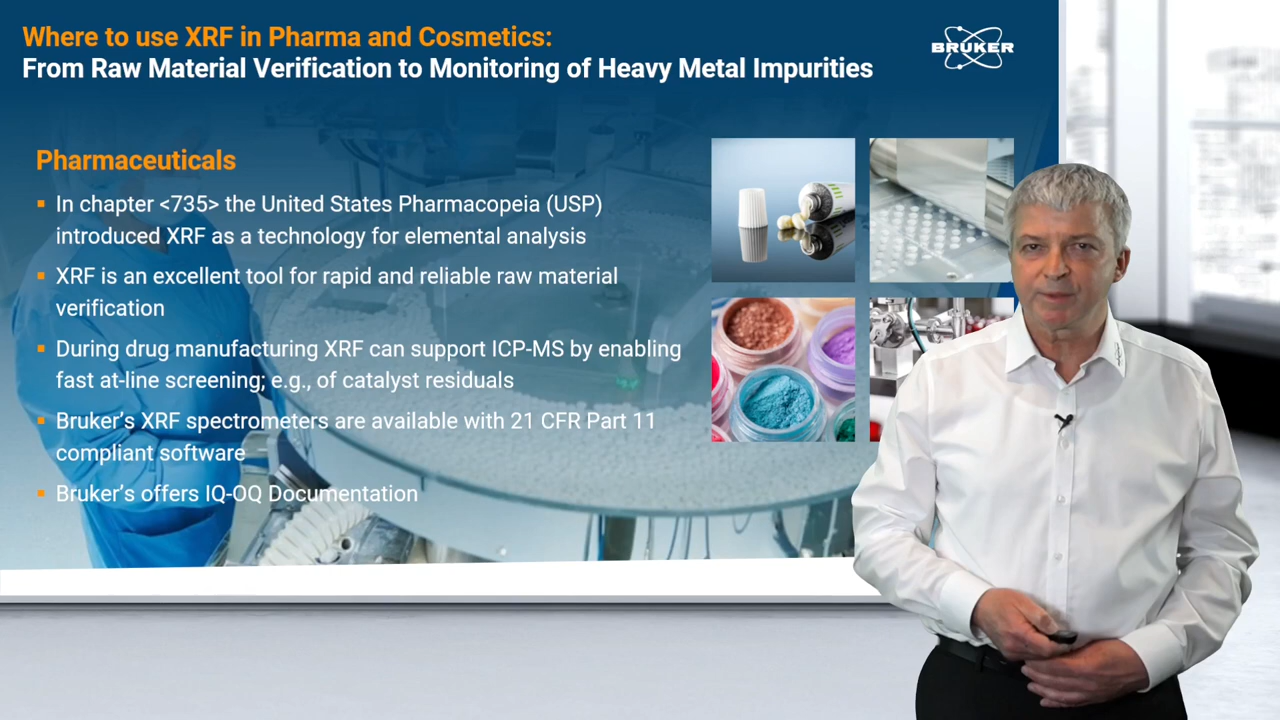 Where to use XRF in Pharma and Cosmetics:
From Raw Material Verification to Monitoring of Heavy Metal Impurities
BRUKER
Pharmaceuticals
▪ In chapter <735> the United States Pharmacopeia (USP)
introduced XRF as a technology for elemental analysis
▪ XRF is an excellent tool for rapid and reliable raw material
verification
▪ During drug manufacturing XRF can support ICP-MS by enabling
fast at-line screening; e.g., of catalyst residuals
▪ Bruker’s XRF spectrometers are available with 21 CFR Part 11
compliant software
▪ Bruker’s offers IQ-OQ Documentation